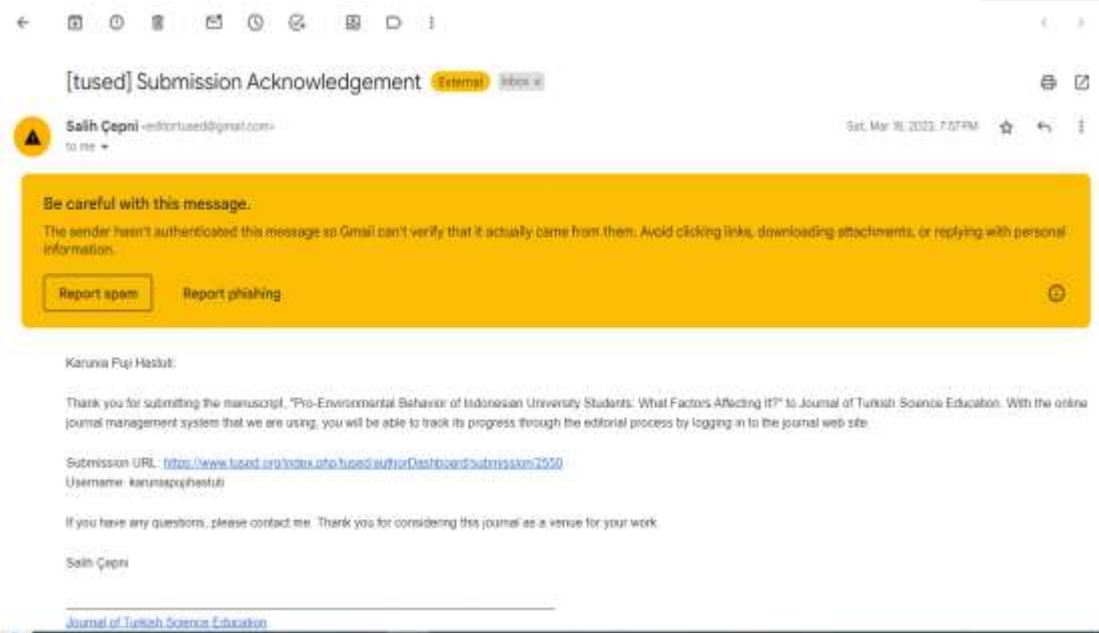 [tused] Submission Acknowledgement External Inbox x
Salih Çepni <editortused@gmail.com>
Sat, Mar 18, 2023, 7:57 PM
to me
Be careful with this message.
The sender hasn't authenticated this message so Gmail can't verify that it actually came from them. Avoid clicking links, downloading attachments, or replying with personal
information.
Report spam Report phishing
Karunia Puji Hastuti:
Thank you for submitting the manuscript, "Pro-Environmental Behavior of Indonesian University Students: What Factors Affecting It?" to Journal of Turkish Science Education. With the online
journal management system that we are using, you will be able to track its progress through the editorial process by logging in to the journal web site:
Submission URL: https://www.tused.org/index.php/tused/authorDashboard/submission/2550
Username: karuniapujihastuti
If you have any questions, please contact me. Thank you for considering this journal as a venue for your work.
Salih Çepni
Journal of Turkish Science Education